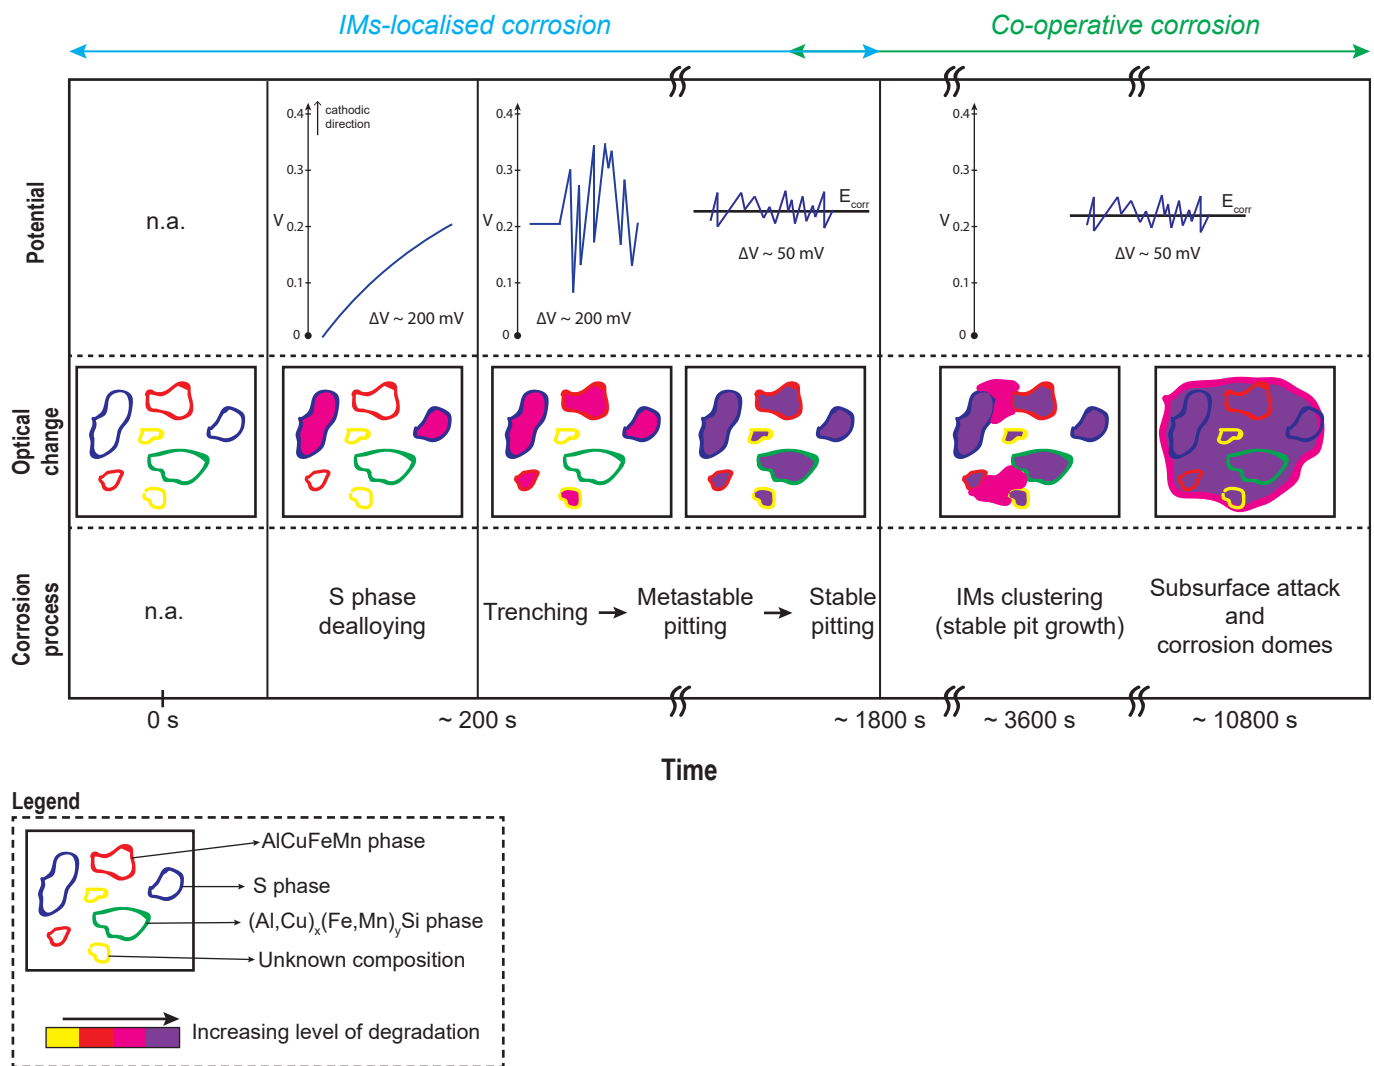 IMs-localised corrosion
Co-operative corrosion
Potential
n.a.
0.4
cathodic
direction
0.3
V
0.2
0.1
0
ΔV ~ 200 mV
0.4
0.3
V
0.2
0.1
0
ΔV ~ 200 mV
Ecorr
ΔV ~ 50 mV
0.4
0.3
V
0.2
0.1
0
Ecorr
ΔV ~ 50 mV
Optical
change
Corrosion
process
n.a.
S phase
dealloying
Trenching
Metastable
pitting
Stable
pitting
IMs clustering
(stable pit growth)
Subsurface attack
and
corrosion domes
0 s
~ 200 s
~ 1800 s
~ 3600 s
~ 10800 s
Time
Legend
AlCuFeMn phase
S phase
(Al,Cu)x(Fe,Mn)ySi phase
Unknown composition
Increasing level of degradation